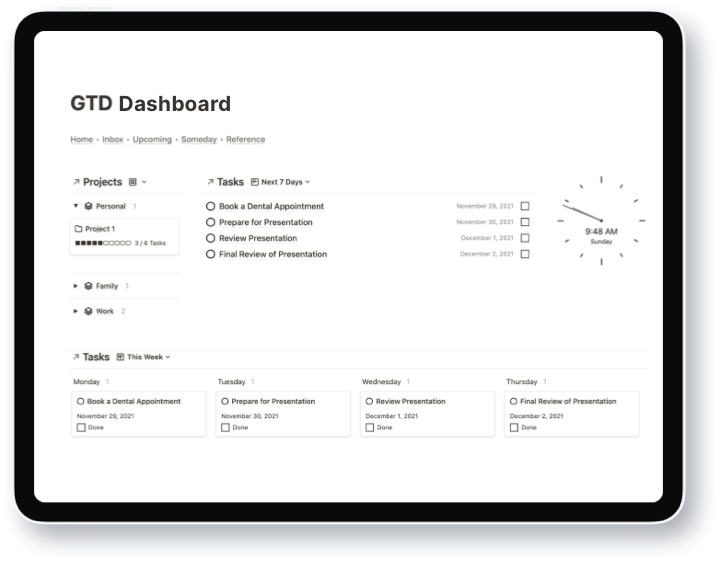 GTD Dashboard
Home • Inbox • Upcoming • Someday • Reference
Projects
Personal 1
Project 1
3 / 6 Tasks
Family 1
Work 2
Tasks Next 7 Days
Book a Dental Appointment November 29, 2021
Prepare for Presentation November 30, 2021
Review Presentation December 1, 2021
Final Review of Presentation December 2, 2021
9:48 AM
Sunday
Tasks This Week
Monday 1
Book a Dental Appointment
November 29, 2021
Done
Tuesday 1
Prepare for Presentation
November 30, 2021
Done
Wednesday 1
Review Presentation
December 1, 2021
Done
Thursday 1
Final Review of Presentation
December 2, 2021
Done